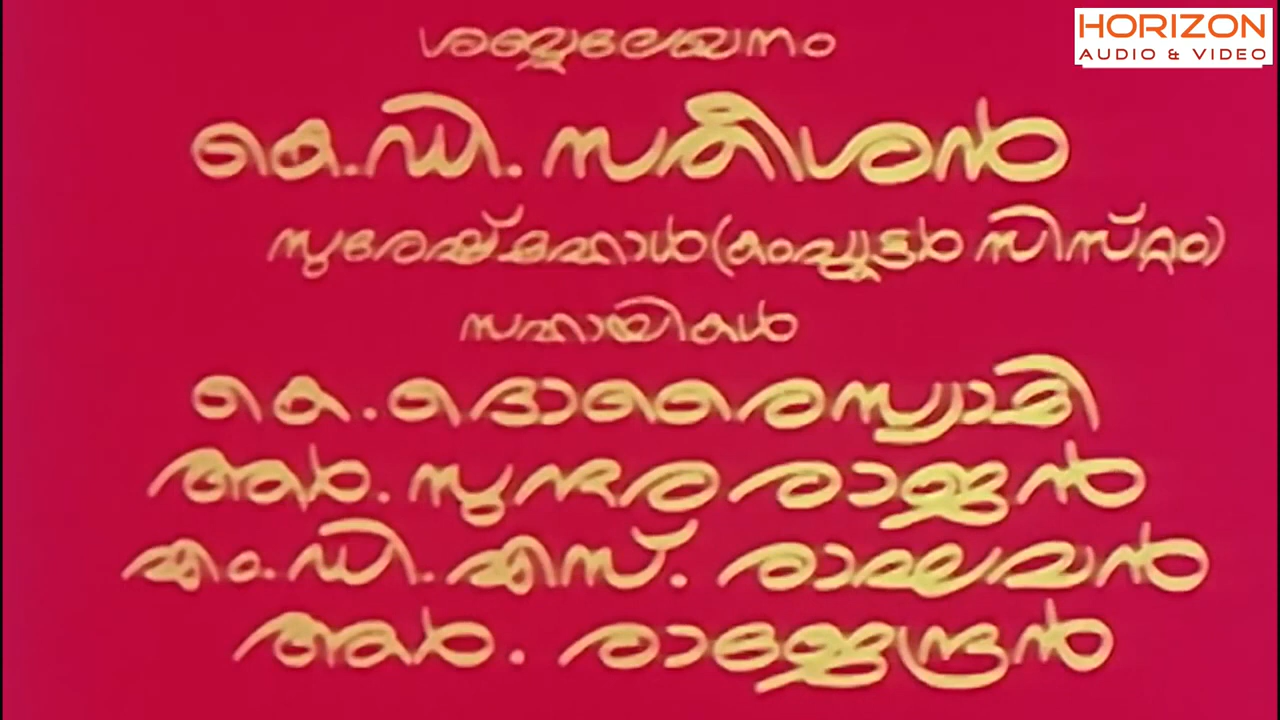 HORIZON
AUDIO & VIDEO
ശബ്ദലേഖനം
കെ.ഡി. സതീശൻ
സുരേഷ്കമാൾ(കംപ്യൂട്ടർ സിസ്റ്റം)
സഹായികൾ
കെ. ദൊരൈസ്വാമി
ആർ. സുന്ദരരാജൻ
എം.ഡി.എസ്. രാഘവൻ
ആർ. രാജേന്ദ്രൻ